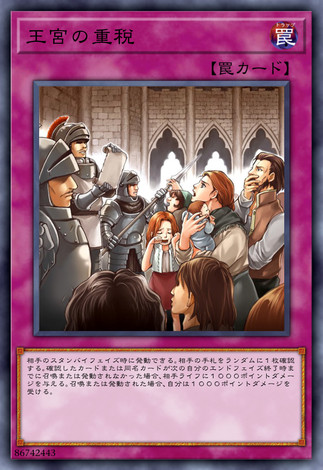 王宮の重税
トラップ
罠
【罠カード】
相手のスタンバイフェイズ時に発動できる。相手の手札をランダムに１枚確認
する。確認したカードまたは同名カードが次の自分のエンドフェイズ終了時ま
でに召喚または発動されなかった場合、相手ライフに１０００ポイントダメージ
を与える。召喚または発動された場合、自分は１０００ポイントダメージを
受ける。
86742443